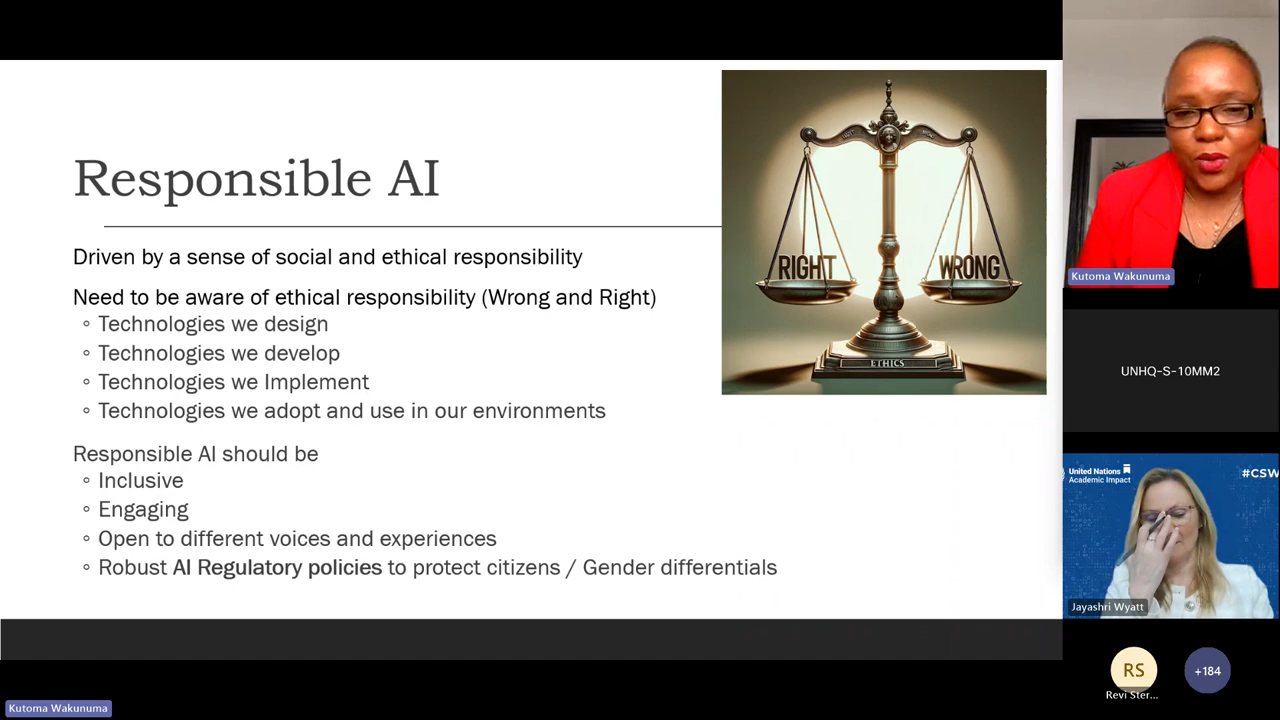 Responsible AI
Driven by a sense of social and ethical responsibility
Need to be aware of ethical responsibility (Wrong and Right)
◦ Technologies we design
◦ Technologies we develop
◦ Technologies we Implement
◦ Technologies we adopt and use in our environments
Responsible AI should be
◦ Inclusive
◦ Engaging
◦ Open to different voices and experiences
◦ Robust AI Regulatory policies to protect citizens / Gender differentials
RIGHT
WRONG
ETHICS
Kutoma Wakunuma
UNHQ-S-10MM2
United Nations
Academic Impact
#CSW
Jayashri Wyatt
RS
+184
Revi Ster...
Kutoma Wakunuma